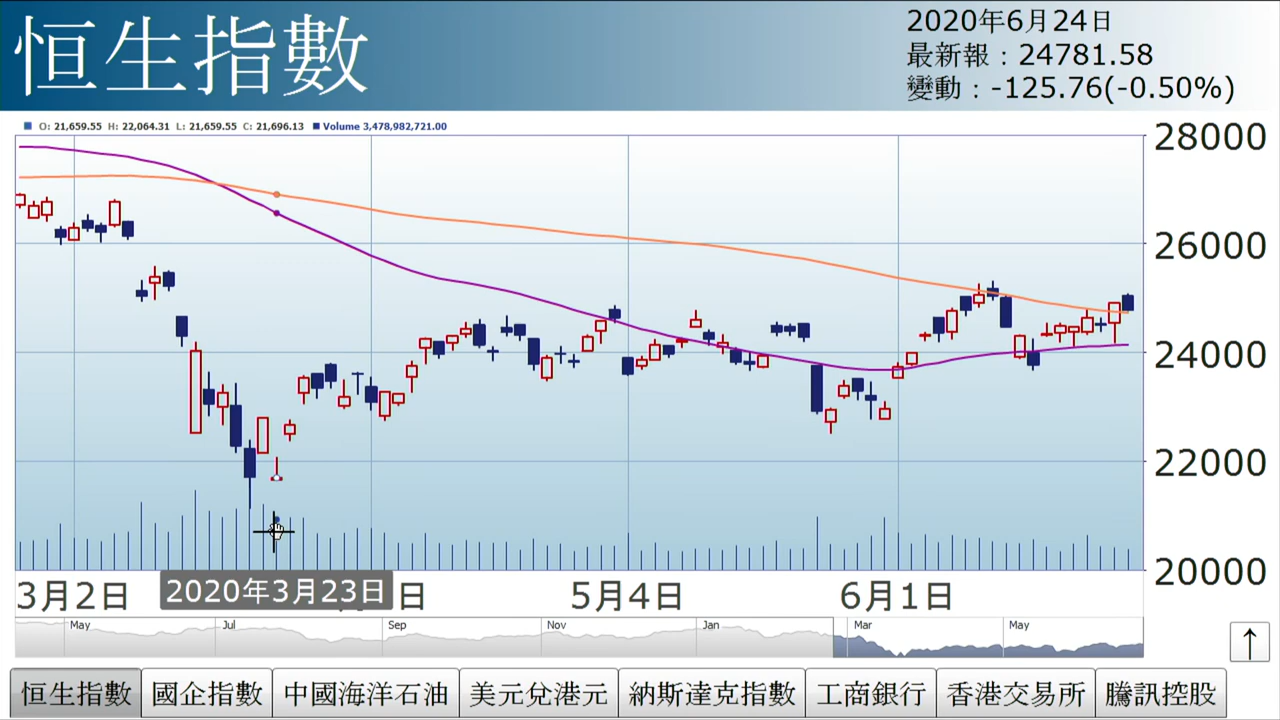 恒生指數
2020年6月24日
最新報：24781.58
變動：-125.76(-0.50%)
O: 21,659.55 H: 22,064.31 L: 21,659.55 C: 21,696.13 Volume 3,478,982,721.00
28000
26000
24000
22000
20000
3月2日 2020年3月23日 日 5月4日 6月1日
May Jul Sep Nov Jan Mar May
↑
恒生指數 國企指數 中國海洋石油 美元兌港元 納斯達克指數 工商銀行 香港交易所 騰訊控股